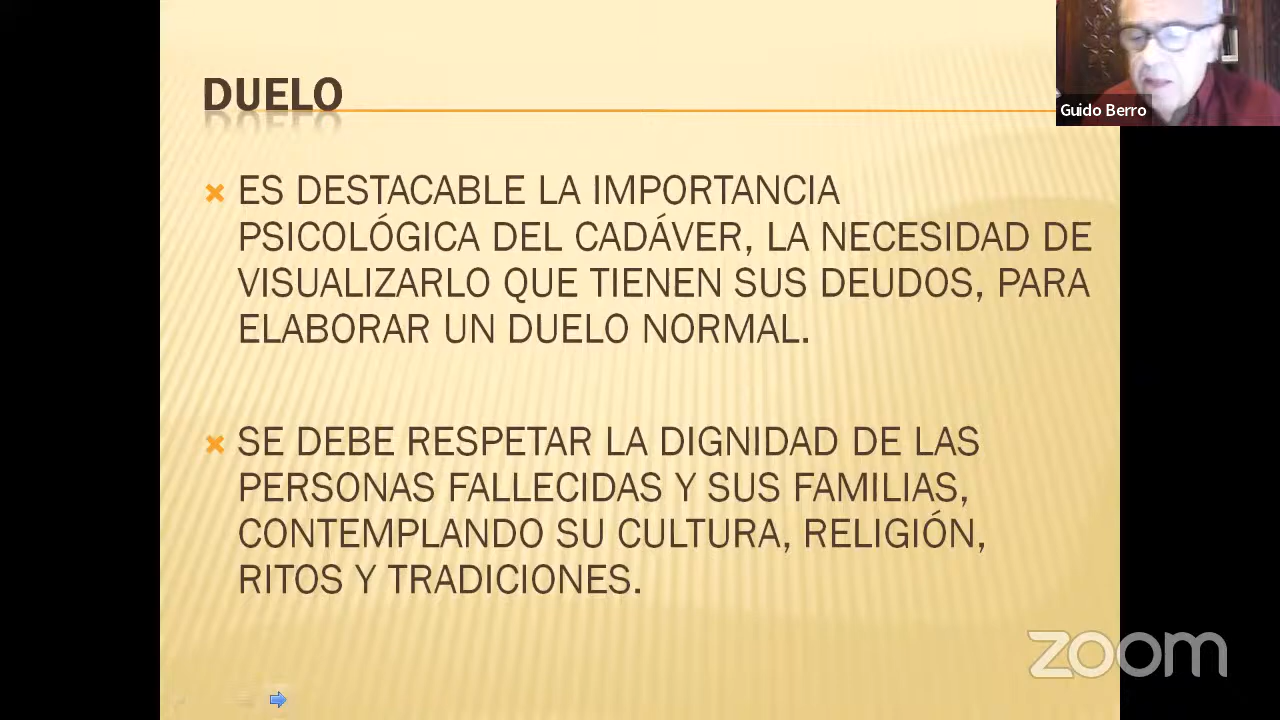 DUELO
Guido Berro
ES DESTACABLE LA IMPORTANCIA
PSICOLÓGICA DEL CADÁVER, LA NECESIDAD DE
VISUALIZARLO QUE TIENEN SUS DEUDOS, PARA
ELABORAR UN DUELO NORMAL.
SE DEBE RESPETAR LA DIGNIDAD DE LAS
PERSONAS FALLECIDAS Y SUS FAMILIAS,
CONTEMPLANDO SU CULTURA, RELIGIÓN,
RITOS Y TRADICIONES.
zoom